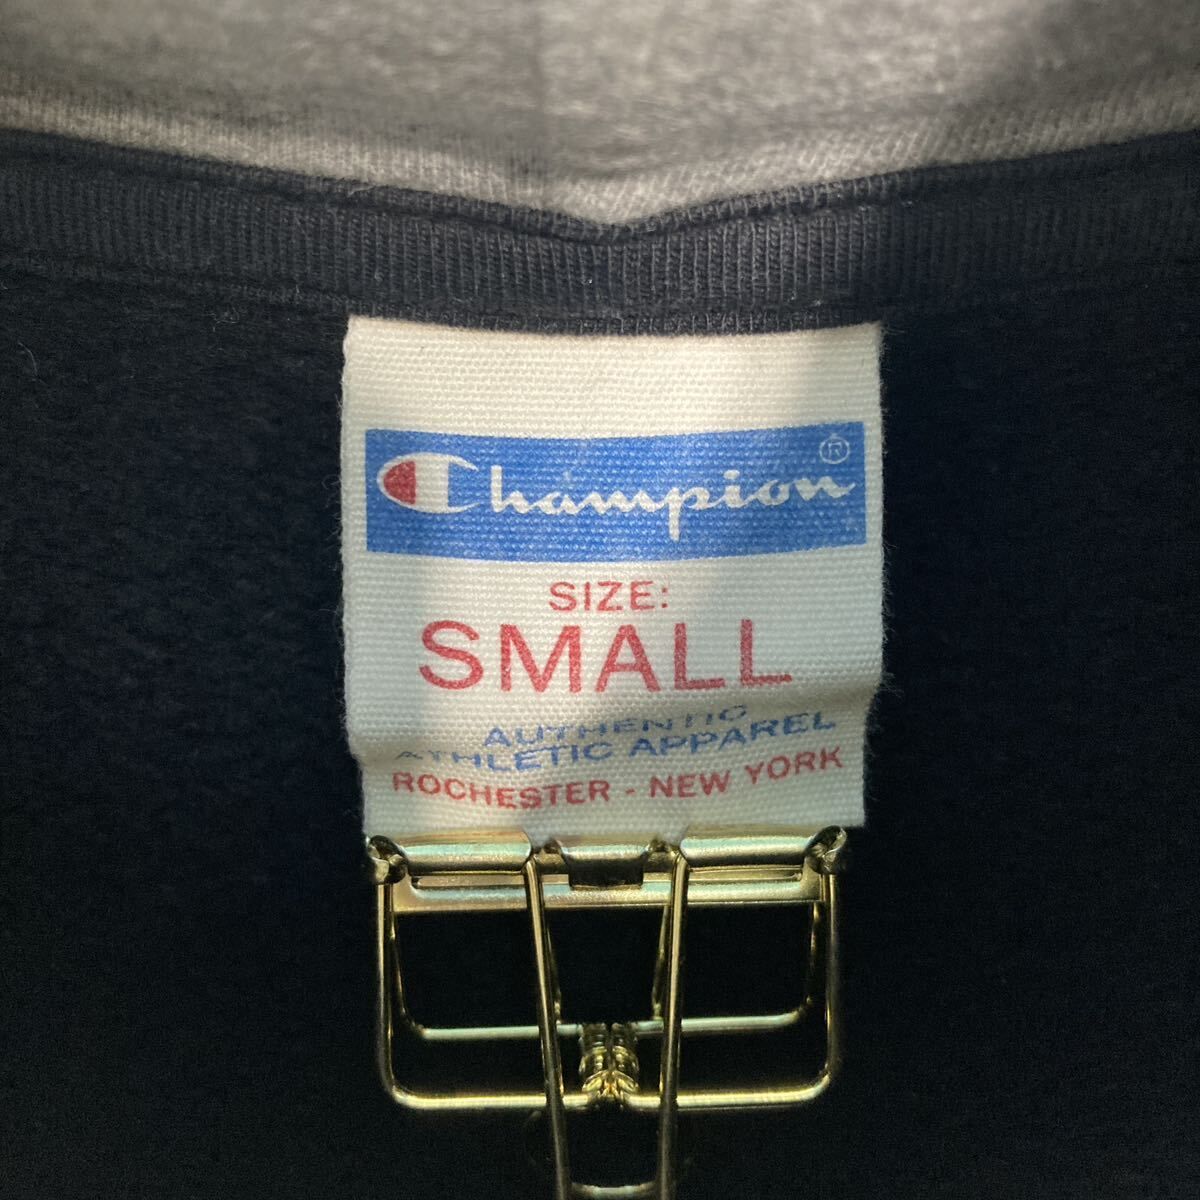 Champion®
SIZE:
SMALL
AUTHENTIC
ATHLETIC APPAREL
ROCHESTER - NEW YORK